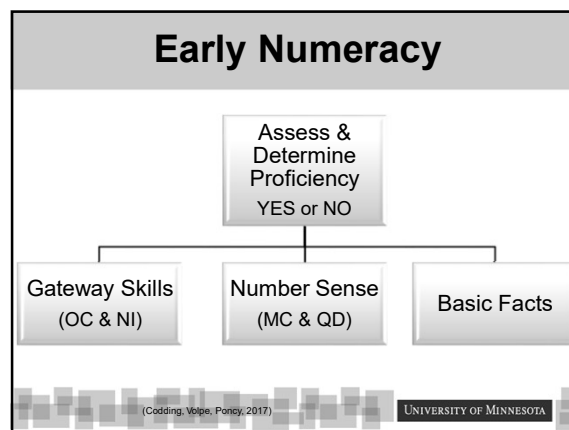 Early Numeracy
Assess &
Determine
Proficiency
YES or NO
Gateway Skills
(OC & NI)
Number Sense
(MC & QD)
Basic Facts
(Codding, Volpe, Poncy, 2017)
UNIVERSITY OF MINNESOTA